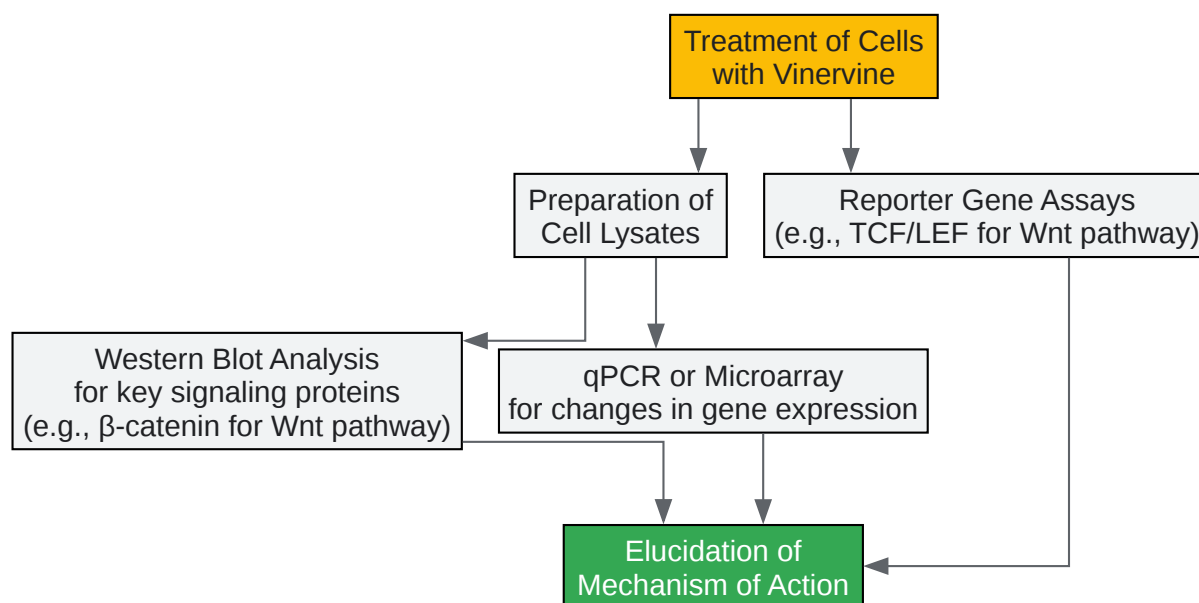 Treatment of Cells
with Vinervine
Preparation of
Cell Lysates
Reporter Gene Assays
(e.g., TCF/LEF for Wnt pathway)
Western Blot Analysis
for key signaling proteins
(e.g., β-catenin for Wnt pathway)
qPCR or Microarray
for changes in gene expression
Elucidation of
Mechanism of Action